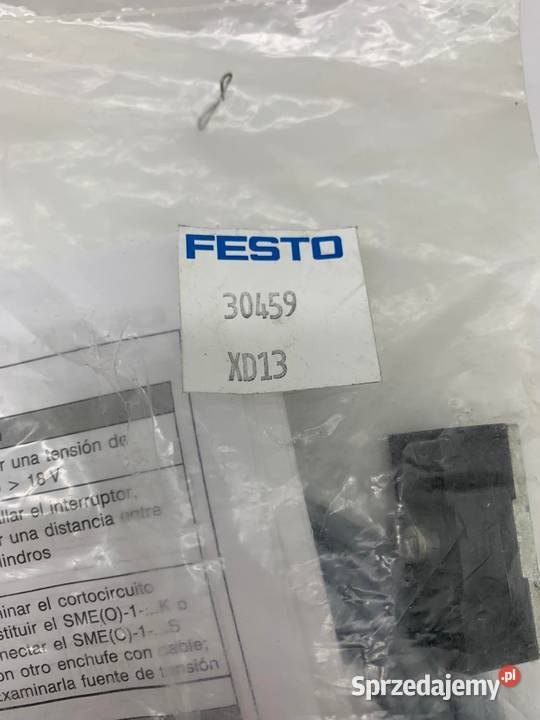 FESTO
30459
XD13
r una tensión de
> 18 V
llar el interruptor,
r una distancia entre
lindros
inar el cortocircuito
stituir el SME(O)-1-...K o
nectar el SME(O)-1-...S
on otro enchufe con cable;
Examinarla fuente de tensión
Sprzedajemy.pl